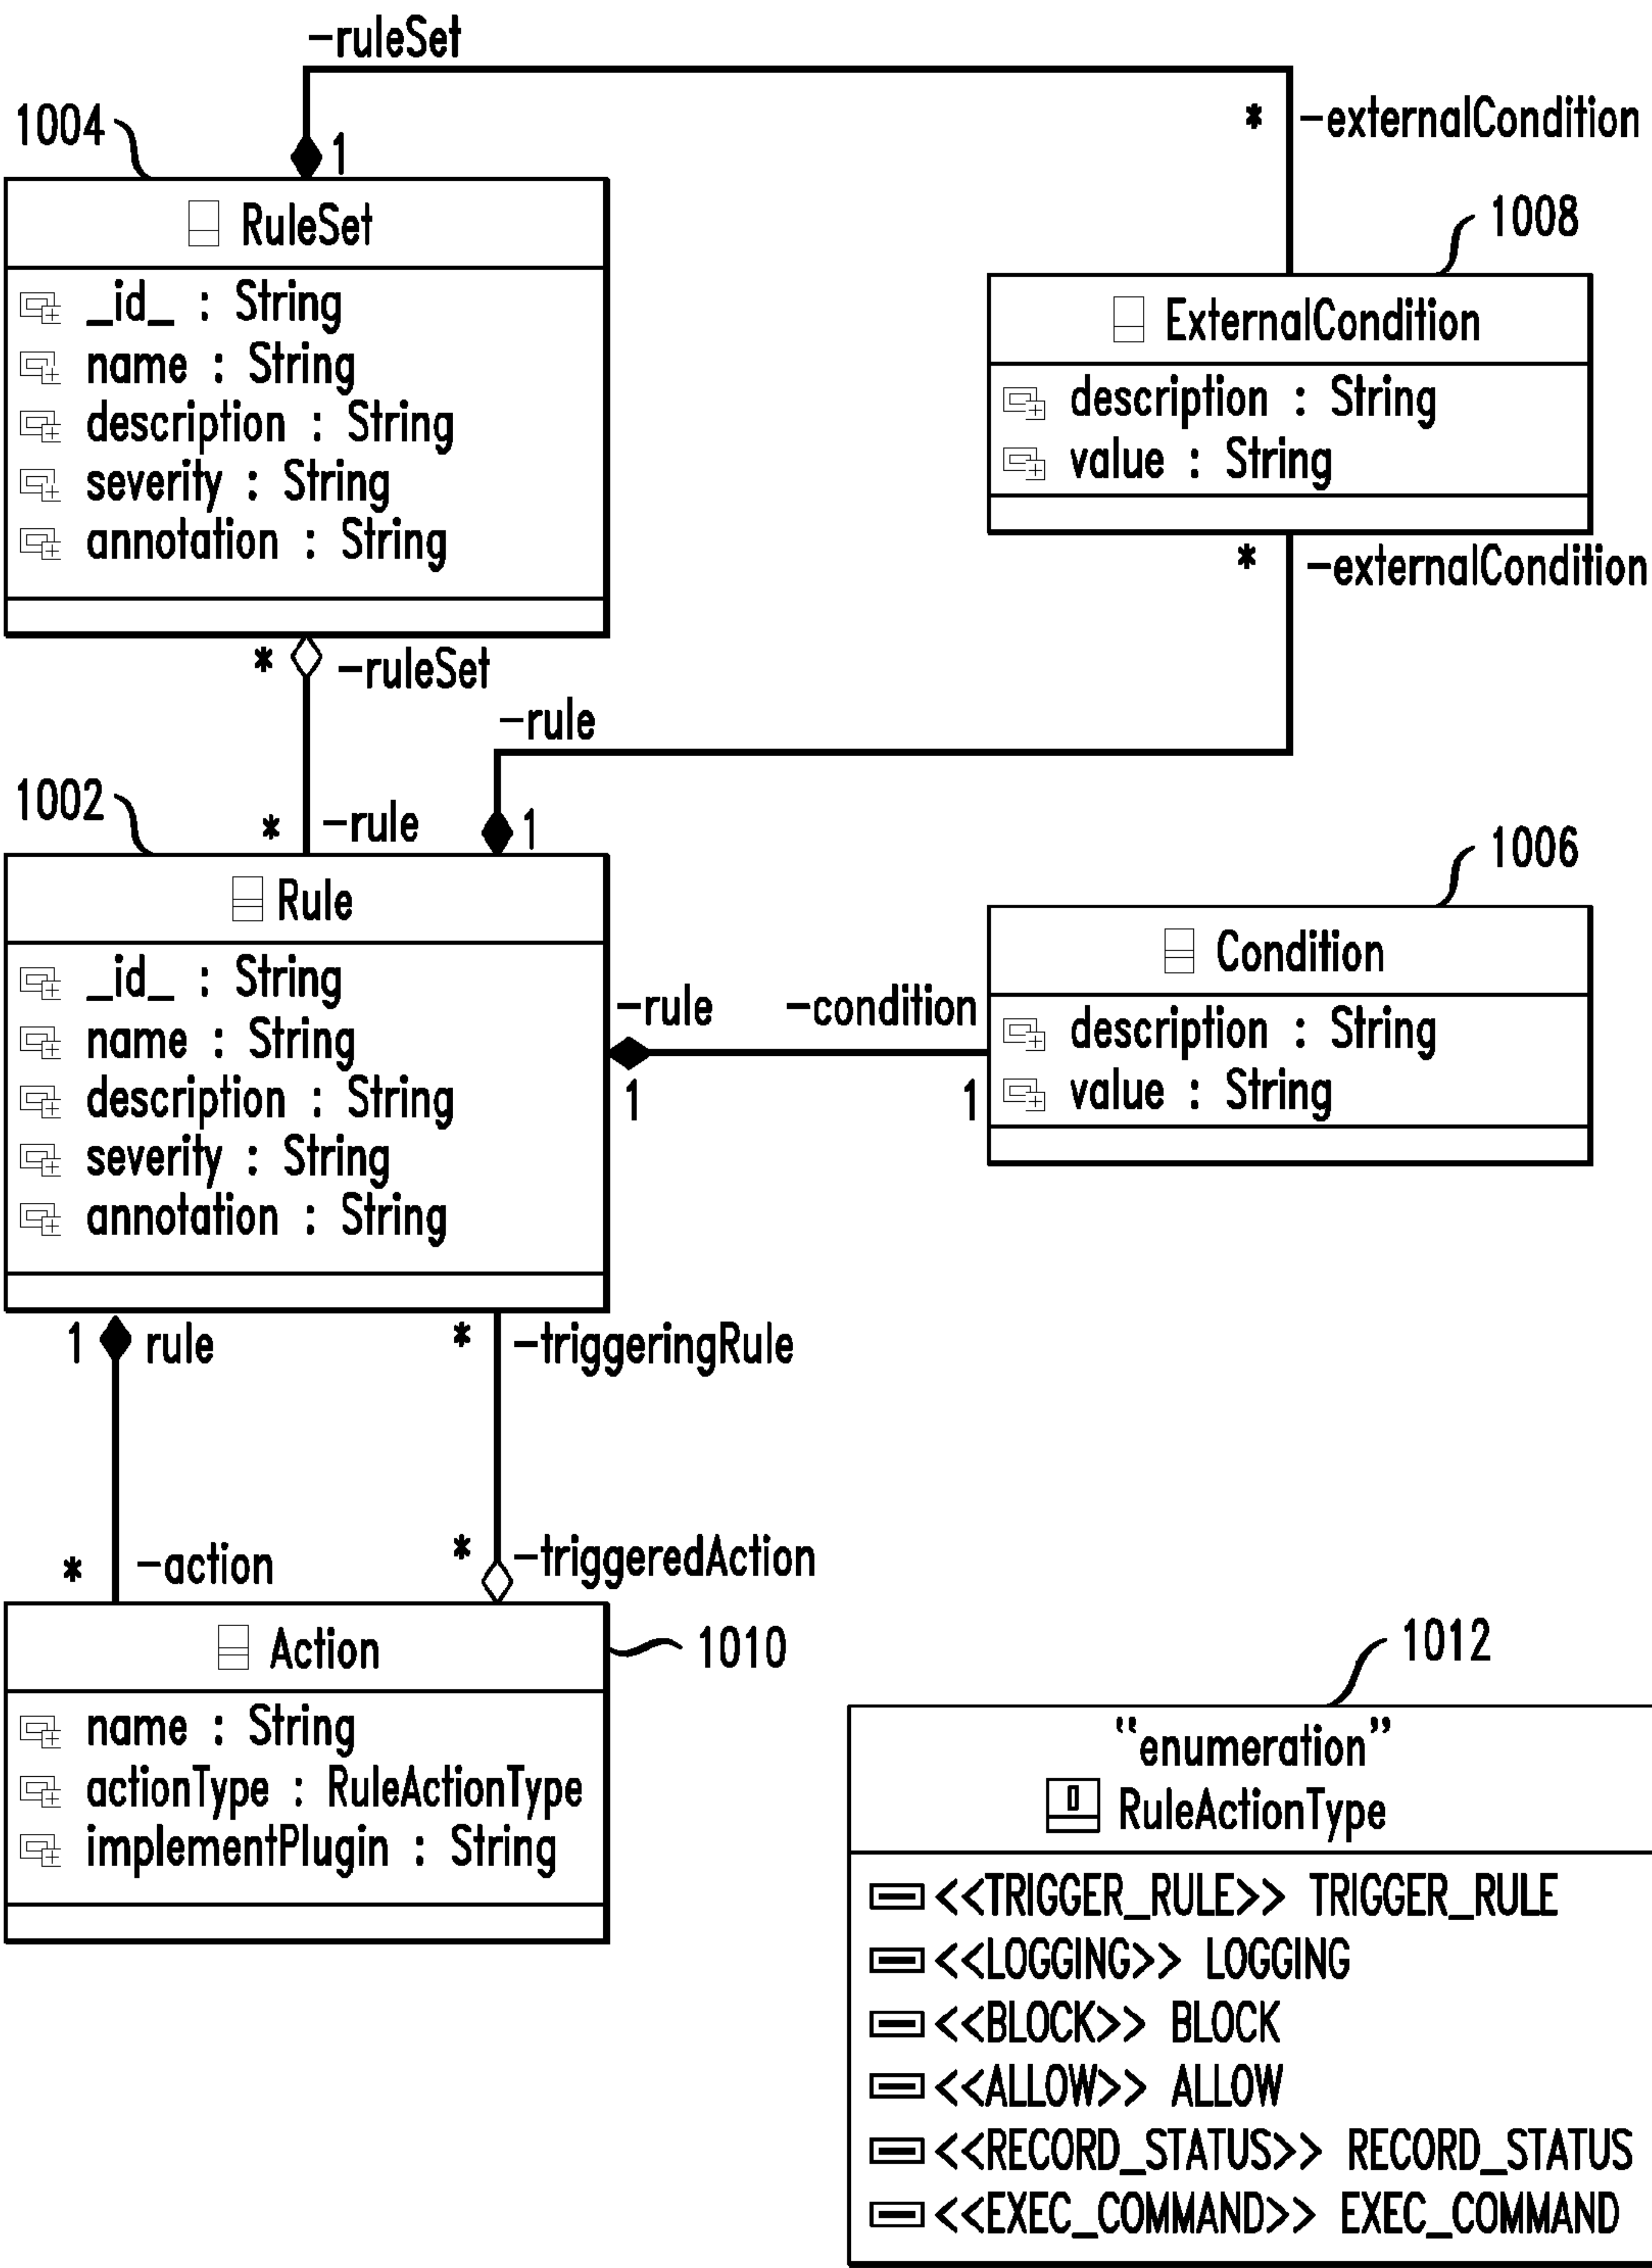 -ruleSet
1004
1
* -externalCondition
RuleSet
_id_ : String
name : String
description : String
severity : String
annotation : String
1008
ExternalCondition
description : String
value : String
* -externalCondition
* -ruleSet
-rule
1002
* -rule
1
Rule
_id_ : String
name : String
description : String
severity : String
annotation : String
-rule
1
-condition
1
1006
Condition
description : String
value : String
1 rule
* -triggeringRule
* -action
* -triggeredAction
Action
1010
name : String
actionType : RuleActionType
implementPlugin : String
1012
“enumeration”
RuleActionType
<<TRIGGER_RULE>> TRIGGER_RULE
<<LOGGING>> LOGGING
<<BLOCK>> BLOCK
<<ALLOW>> ALLOW
<<RECORD_STATUS>> RECORD_STATUS
<<EXEC_COMMAND>> EXEC_COMMAND